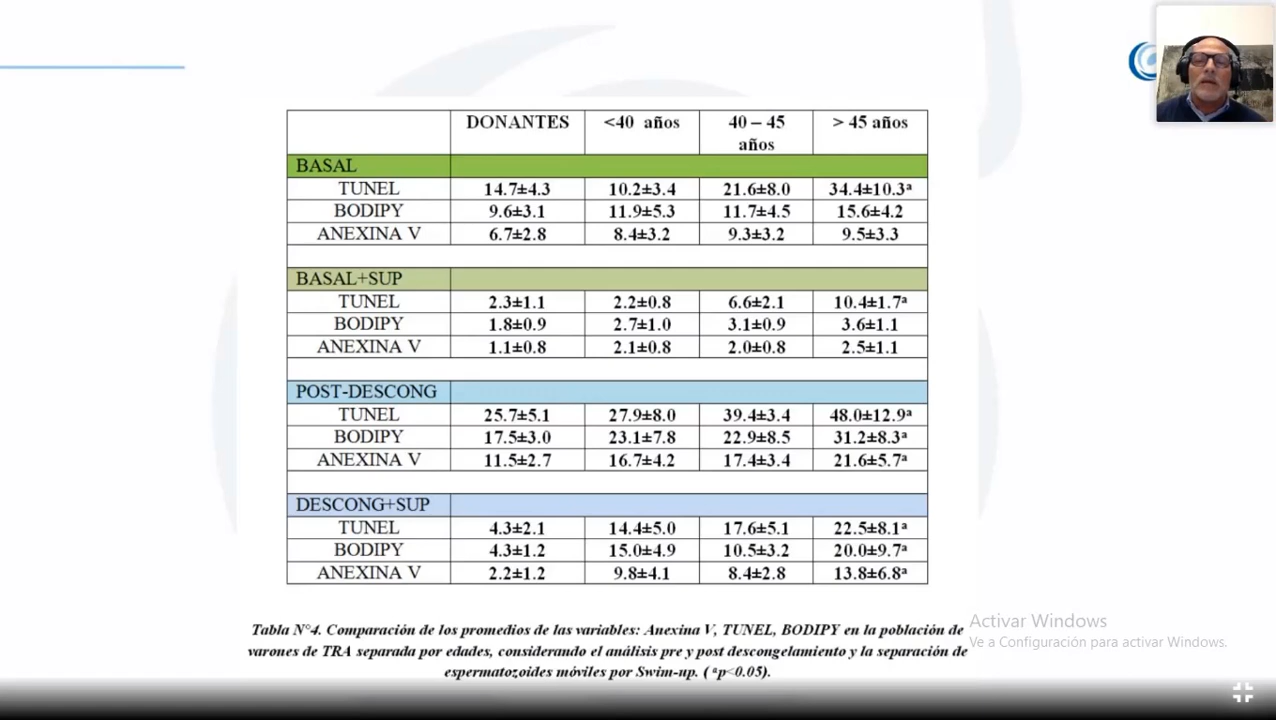 DONANTES <40 años 40 – 45 años > 45 años
BASAL
TUNEL 14.7±4.3 10.2±3.4 21.6±8.0 34.4±10.3ᵃ
BODIPY 9.6±3.1 11.9±5.3 11.7±4.5 15.6±4.2
ANEXINA V 6.7±2.8 8.4±3.2 9.3±3.2 9.5±3.3
BASAL+SUP
TUNEL 2.3±1.1 2.2±0.8 6.6±2.1 10.4±1.7ᵃ
BODIPY 1.8±0.9 2.7±1.0 3.1±0.9 3.6±1.1
ANEXINA V 1.1±0.8 2.1±0.8 2.0±0.8 2.5±1.1
POST-DESCONG
TUNEL 25.7±5.1 27.9±8.0 39.4±3.4 48.0±12.9ᵃ
BODIPY 17.5±3.0 23.1±7.8 22.9±8.5 31.2±8.3ᵃ
ANEXINA V 11.5±2.7 16.7±4.2 17.4±3.4 21.6±5.7ᵃ
DESCONG+SUP
TUNEL 4.3±2.1 14.4±5.0 17.6±5.1 22.5±8.1ᵃ
BODIPY 4.3±1.2 15.0±4.9 10.5±3.2 20.0±9.7ᵃ
ANEXINA V 2.2±1.2 9.8±4.1 8.4±2.8 13.8±6.8ᵃ
Tabla N°4. Comparación de los promedios de las variables: Anexina V, TUNEL, BODIPY en la población de
varones de TRA separada por edades, considerando el análisis pre y post descongelamiento y la separación de
espermatozoides móviles por Swim-up. ( ᵃp<0.05).
Activar Windows
Ve a Configuración para activar Windows.